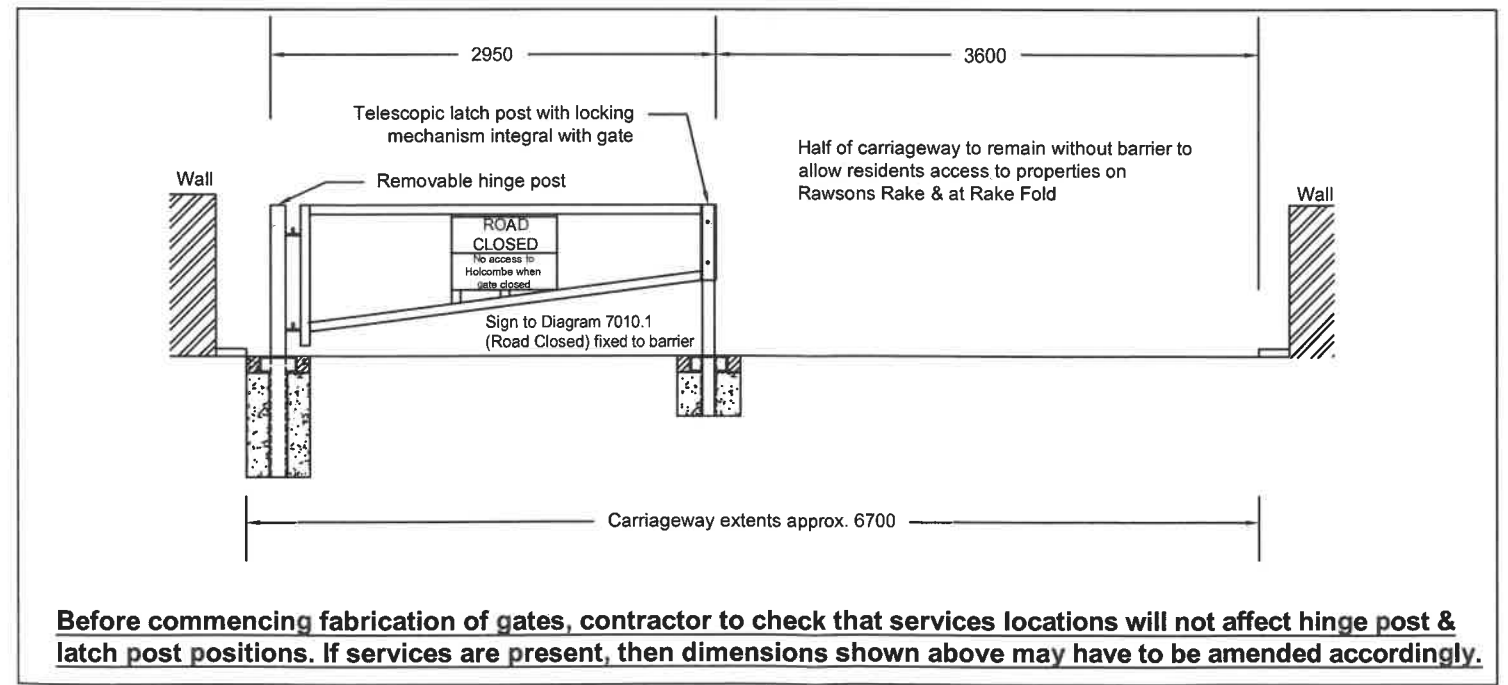 2950
3600
Telescopic latch post with locking
mechanism integral with gate
Half of carriageway to remain without barrier to
allow residents access to properties on
Rawsons Rake & at Rake Fold
Wall
Removable hinge post
Wall
ROAD
CLOSED
No access to
Holcombe when
gate closed
Sign to Diagram 7010.1
(Road Closed) fixed to barrier
Carriageway extents approx. 6700
Before commencing fabrication of gates, contractor to check that services locations will not affect hinge post &
latch post positions. If services are present, then dimensions shown above may have to be amended accordingly.